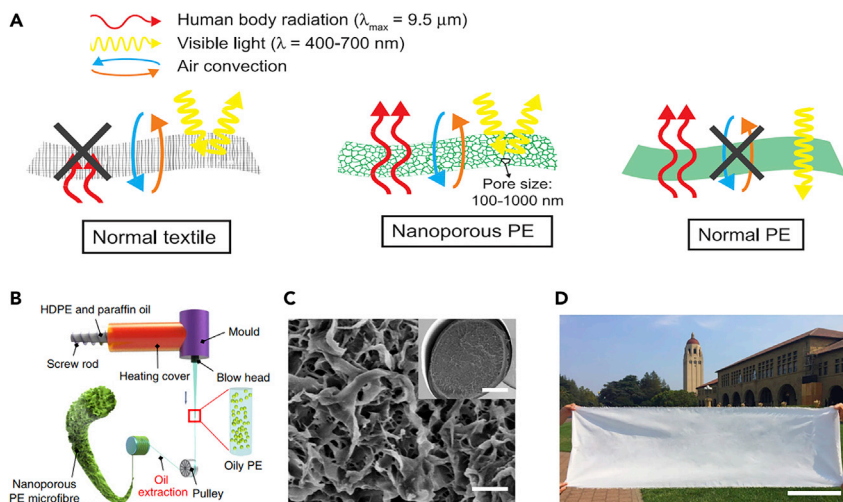 A
Human body radiation (λmax = 9.5 μm)
Visible light (λ = 400-700 nm)
Air convection
Pore size:
100-1000 nm
Normal textile
Nanoporous PE
Normal PE
B
HDPE and paraffin oil
Mould
Screw rod
Heating cover
Blow head
Oily PE
Nanoporous
PE microfibre
Oil
extraction
Pulley
C
D